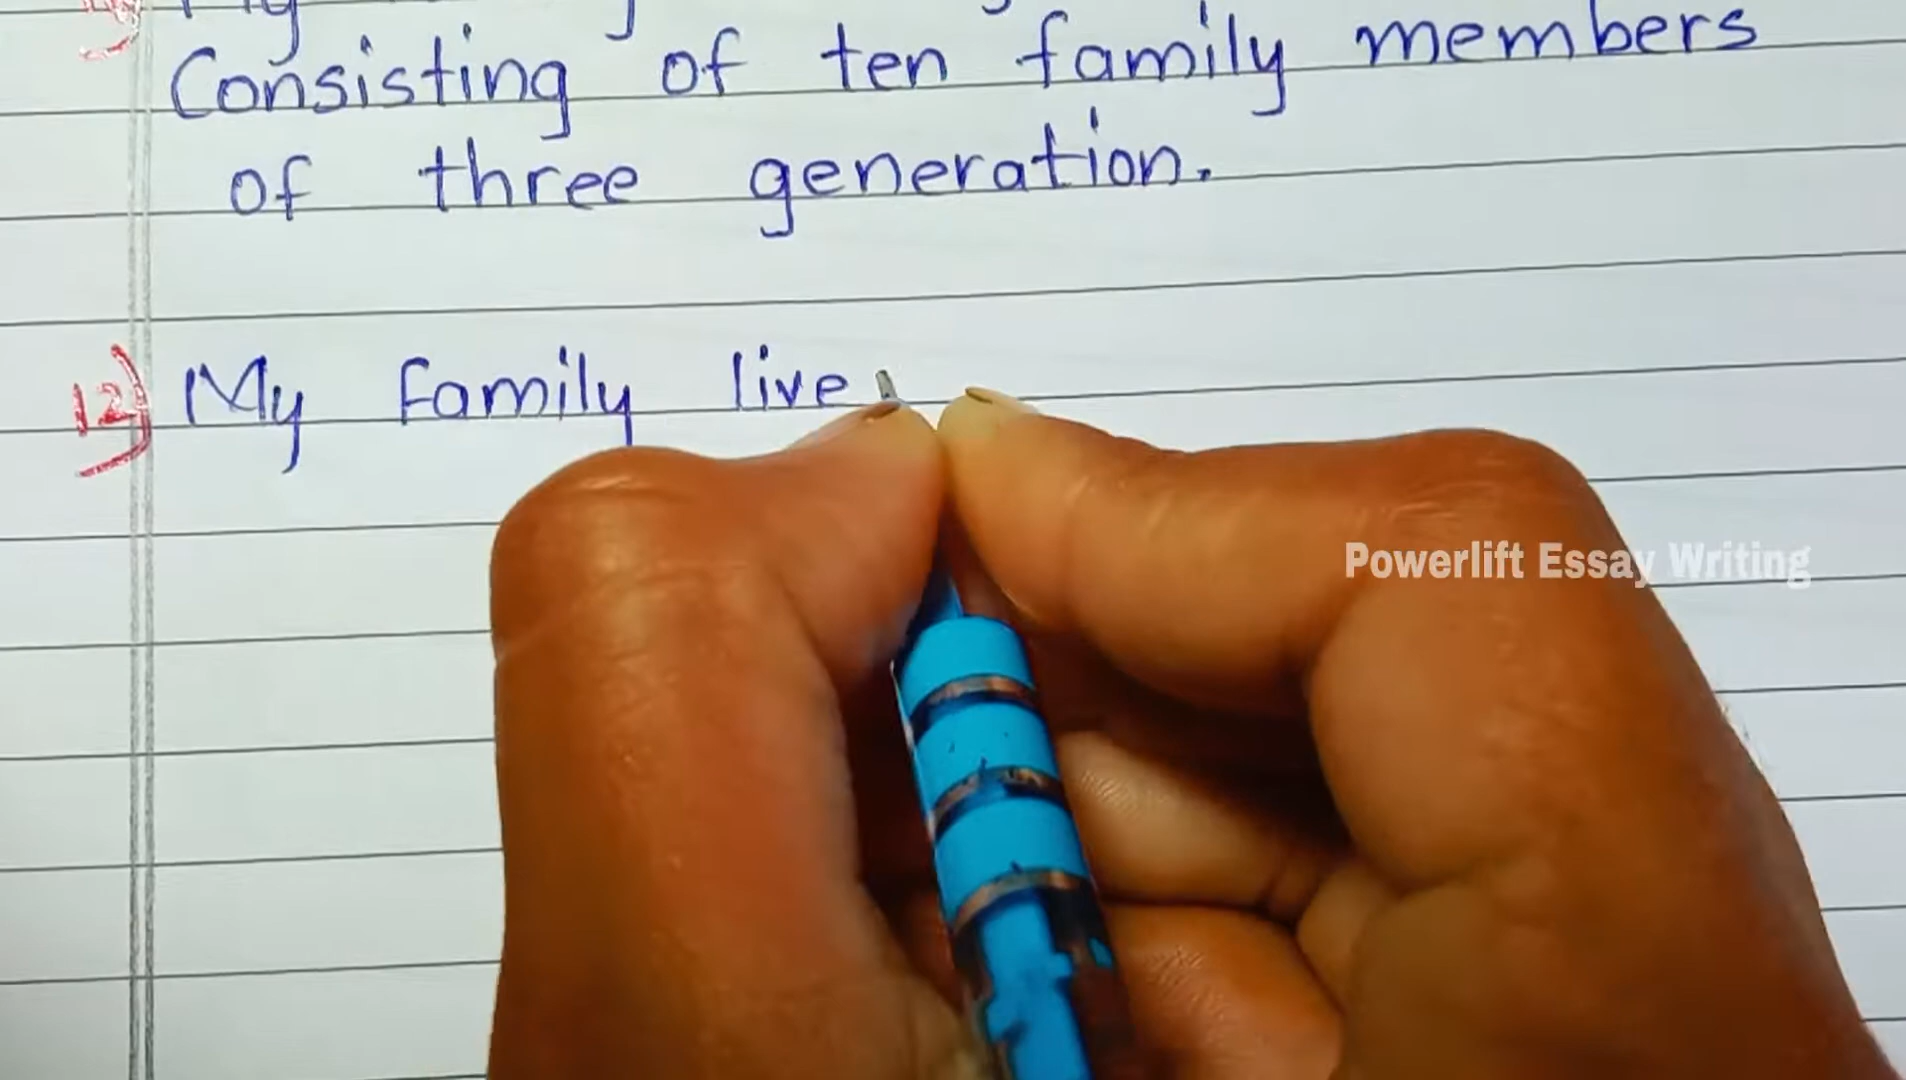 Consisting of ten family members
of three generation.
12) My family live
Powerlift Essay Writing